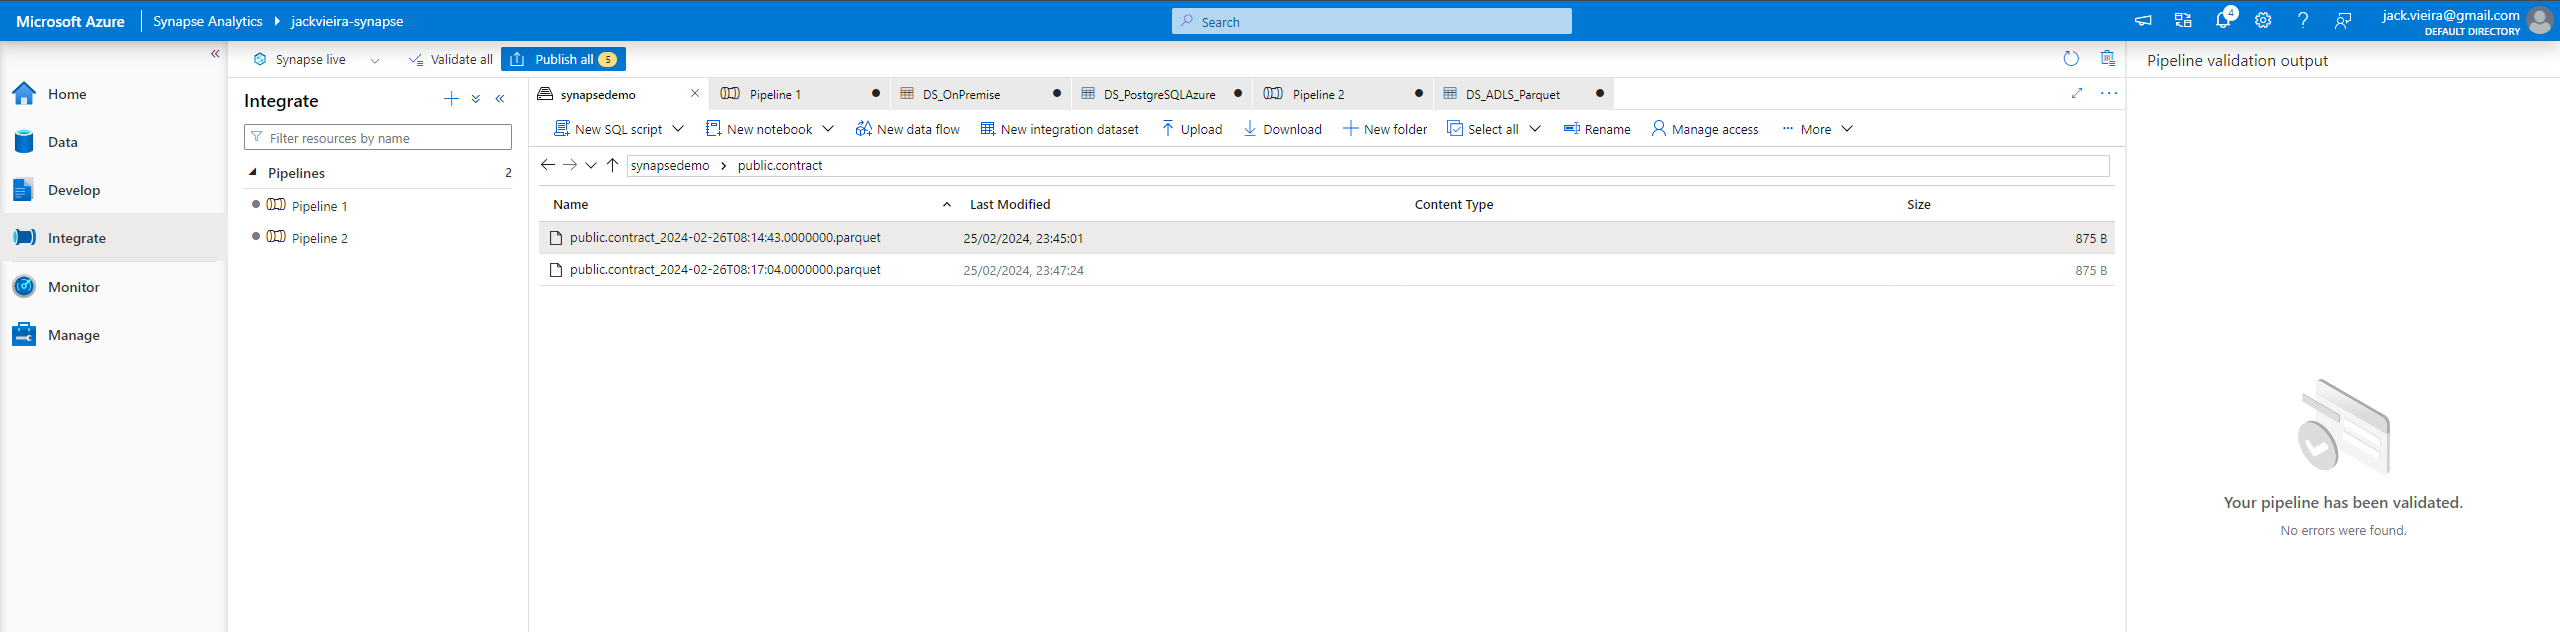 Microsoft Azure
Synapse Analytics
jackvieira-synapse
Search
4
jack.vieira@gmail.com
DEFAULT DIRECTORY
Home
Data
Develop
Integrate
Monitor
Manage
Synapse live
Validate all
Publish all 5
Integrate
Filter resources by name
Pipelines 2
Pipeline 1
Pipeline 2
synapsedemo
Pipeline 1
DS_OnPremise
DS_PostgreSQLAzure
Pipeline 2
DS_ADLS_Parquet
New SQL script
New notebook
New data flow
New integration dataset
Upload
Download
New folder
Select all
Rename
Manage access
More
synapsedemo > public.contract
Name Last Modified Content Type Size
public.contract_2024-02-26T08:14:43.0000000.parquet 25/02/2024, 23:45:01 875 B
public.contract_2024-02-26T08:17:04.0000000.parquet 25/02/2024, 23:47:24 875 B
Pipeline validation output
Your pipeline has been validated.
No errors were found.